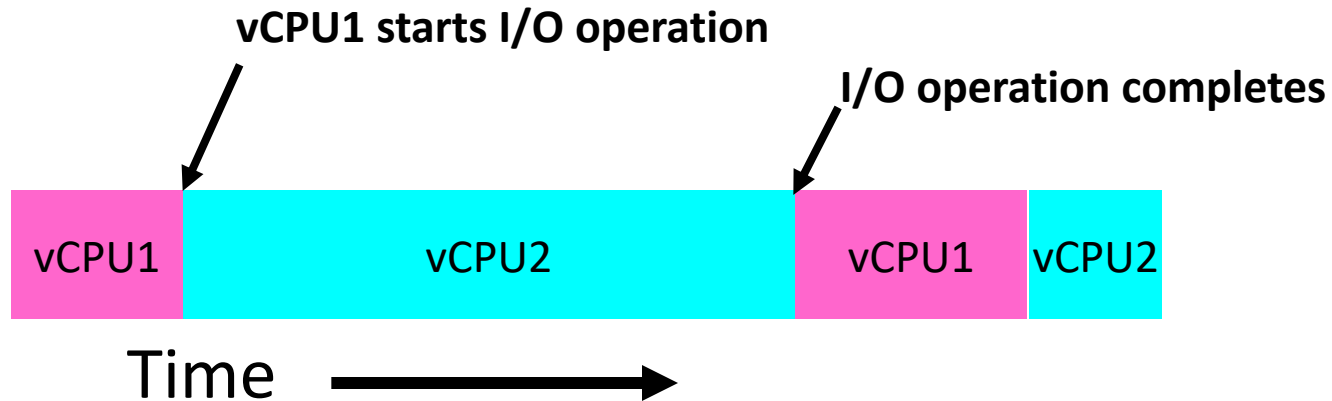 vCPU1 starts I/O operation
I/O operation completes
vCPU1 vCPU2 vCPU1 vCPU2
Time